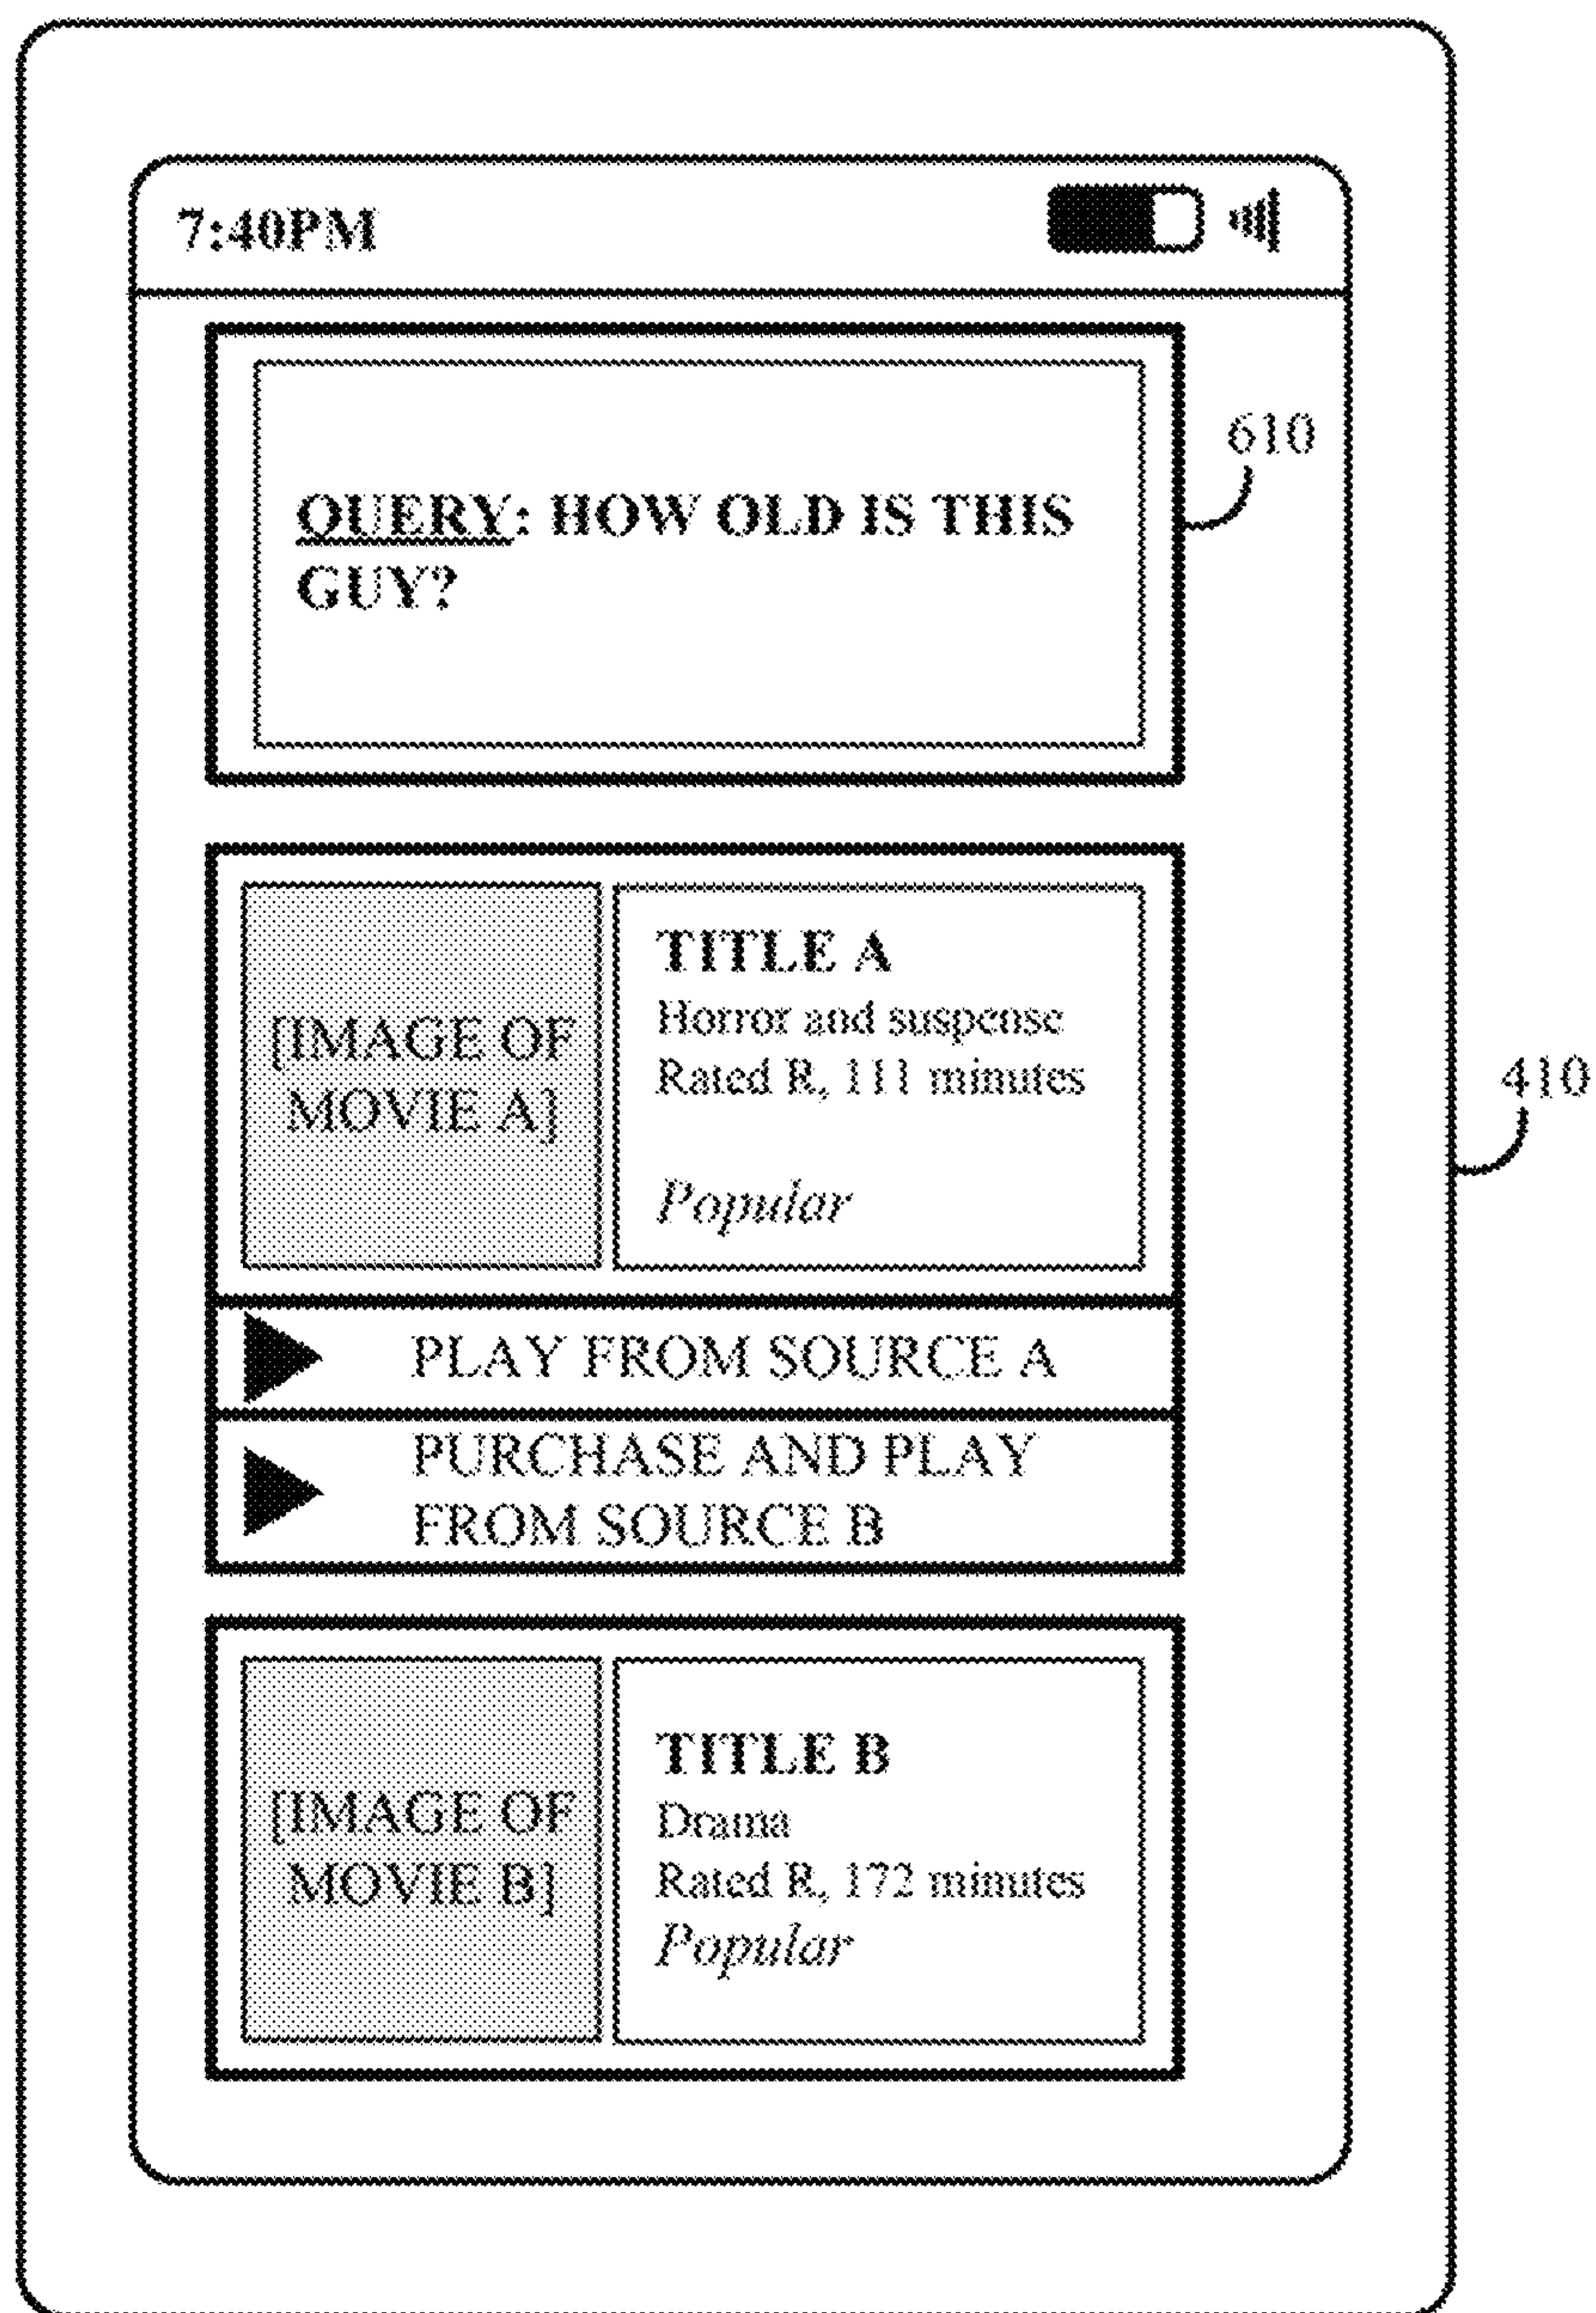 7:40PM
QUERY: HOW OLD IS THIS
GUY?
610
[IMAGE OF
MOVIE A]
TITLE A
Horror and suspense
Rated R, 111 minutes
Popular
410
PLAY FROM SOURCE A
PURCHASE AND PLAY
FROM SOURCE B
[IMAGE OF
MOVIE B]
TITLE B
Drama
Rated R, 172 minutes
Popular